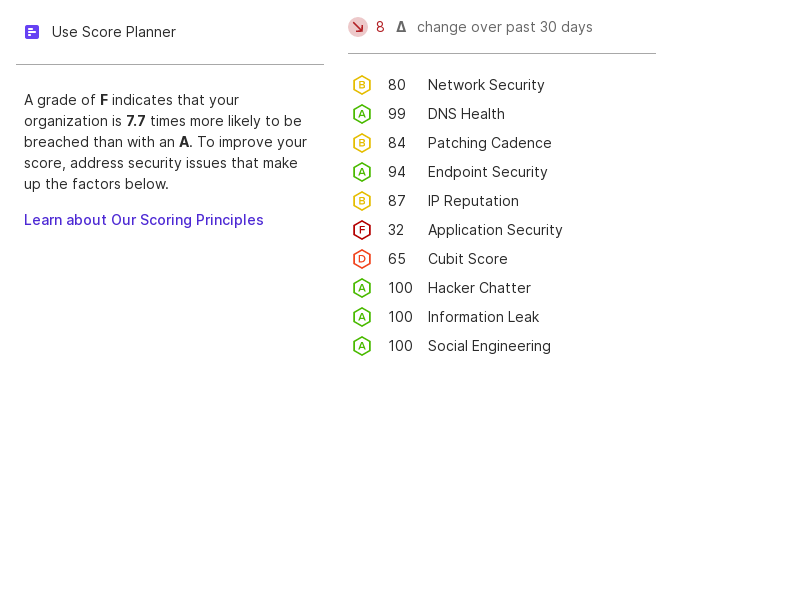 Use Score Planner
A grade of F indicates that your
organization is 7.7 times more likely to be
breached than with an A. To improve your
score, address security issues that make
up the factors below.
Learn about Our Scoring Principles
8 Δ change over past 30 days
B 80 Network Security
A 99 DNS Health
B 84 Patching Cadence
A 94 Endpoint Security
B 87 IP Reputation
F 32 Application Security
D 65 Cubit Score
A 100 Hacker Chatter
A 100 Information Leak
A 100 Social Engineering